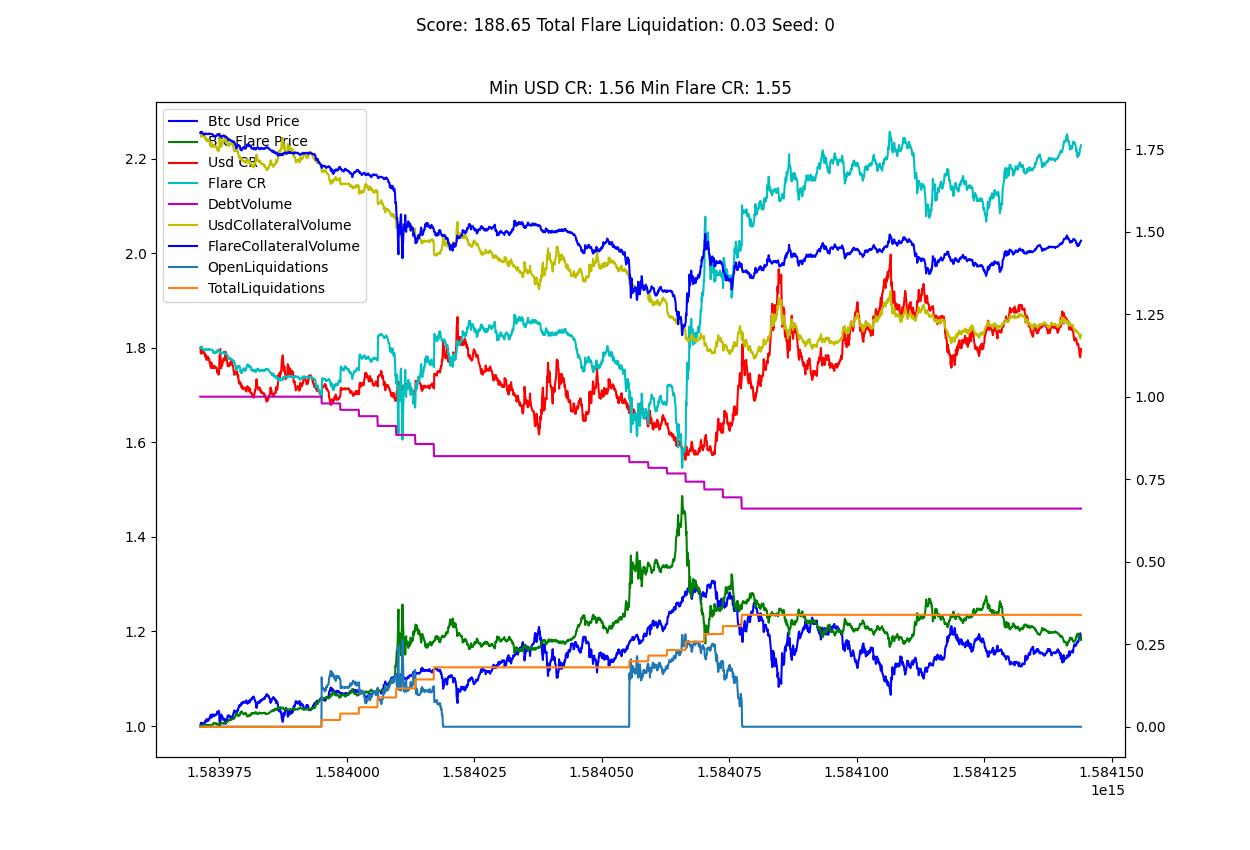 Score: 188.65 Total Flare Liquidation: 0.03 Seed: 0
Min USD CR: 1.56 Min Flare CR: 1.55
Btc Usd Price
Btc Flare Price
Usd CR
Flare CR
DebtVolume
UsdCollateralVolume
FlareCollateralVolume
OpenLiquidations
TotalLiquidations
2.2
2.0
1.8
1.6
1.4
1.2
1.0
1.75
1.50
1.25
1.00
0.75
0.50
0.25
0.00
1.583975 1.584000 1.584025 1.584050 1.584075 1.584100 1.584125 1.584150
1e15